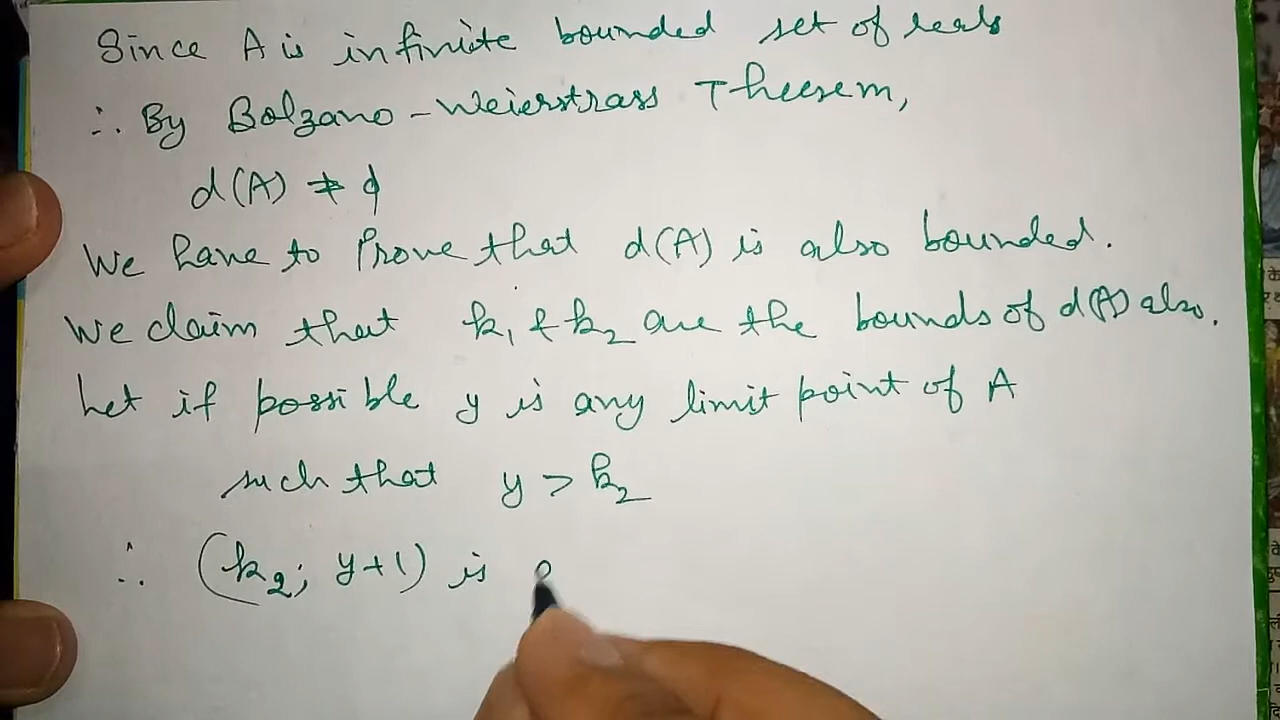 Since A is infinite bounded set of reals
∴ By Bolzano-Weierstrass Theorem,
d(A) ≠ ϕ
We have to Prove that d(A) is also bounded.
We claim that k₁ & k₂ are the bounds of d(A) also.
Let if possible y is any limit point of A
such that y > k₂
∴ (k₂; y+1) is